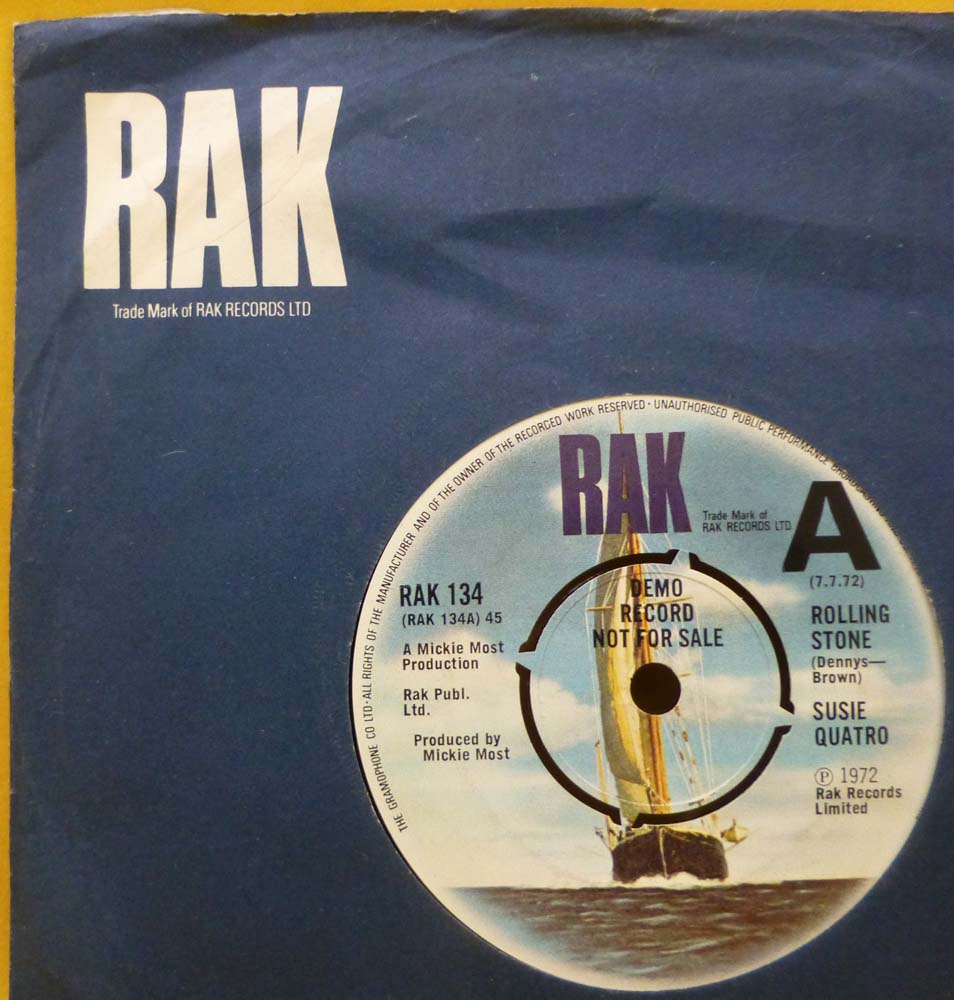 RAK
Trade Mark of RAK RECORDS LTD
THE GRAMOPHONE CO LTD·ALL RIGHTS OF THE MANUFACTURER AND OF THE OWNER OF THE RECORDED WORK RESERVED·UNAUTHORISED PUBLIC PERFORMANCE
RAK
Trade Mark of
RAK RECORDS LTD
A
(7.7.72)
RAK 134
(RAK 134A) 45
A Mickie Most
Production
Rak Publ.
Ltd.
Produced by
Mickie Most
DEMO
RECORD
NOT FOR SALE
ROLLING
STONE
(Dennys—
Brown)
SUSIE
QUATRO
℗ 1972
Rak Records
Limited